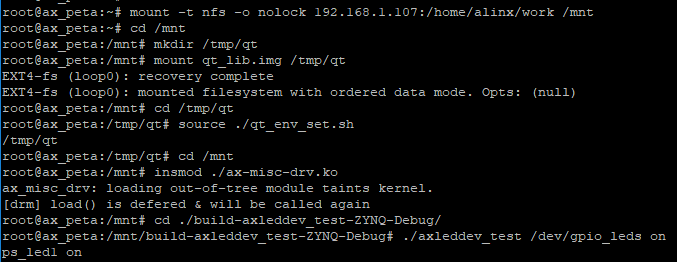 root@ax_peta:~# mount -t nfs -o nolock 192.168.1.107:/home/alinx/work /mnt
root@ax_peta:~# cd /mnt
root@ax_peta:/mnt# mkdir /tmp/qt
root@ax_peta:/mnt# mount qt_lib.img /tmp/qt
EXT4-fs (loop0): recovery complete
EXT4-fs (loop0): mounted filesystem with ordered data mode. Opts: (null)
root@ax_peta:/mnt# cd /tmp/qt
root@ax_peta:/tmp/qt# source ./qt_env_set.sh
/tmp/qt
root@ax_peta:/tmp/qt# cd /mnt
root@ax_peta:/mnt# insmod ./ax-misc-drv.ko
ax_misc_drv: loading out-of-tree module taints kernel.
[drm] load() is defered & will be called again
root@ax_peta:/mnt# cd ./build-axleddev_test-ZYNQ-Debug/
root@ax_peta:/mnt/build-axleddev_test-ZYNQ-Debug# ./axleddev_test /dev/gpio_leds on
ps_led1 on